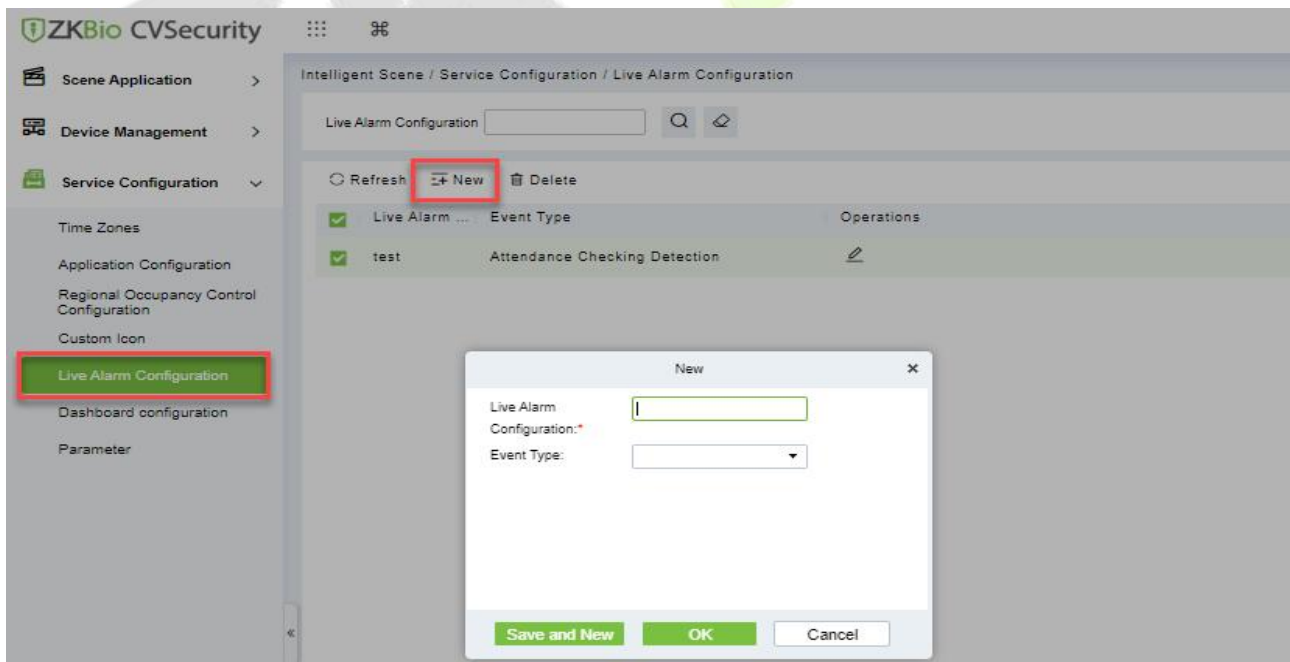 ZKBio CVSecurity
Scene Application
Device Management
Service Configuration
Time Zones
Application Configuration
Regional Occupancy Control
Configuration
Custom Icon
Live Alarm Configuration
Dashboard configuration
Parameter
Intelligent Scene / Service Configuration / Live Alarm Configuration
Live Alarm Configuration
Refresh New Delete
Live Alarm ... Event Type Operations
test Attendance Checking Detection
New
Live Alarm
Configuration:*
Event Type:
Save and New OK Cancel